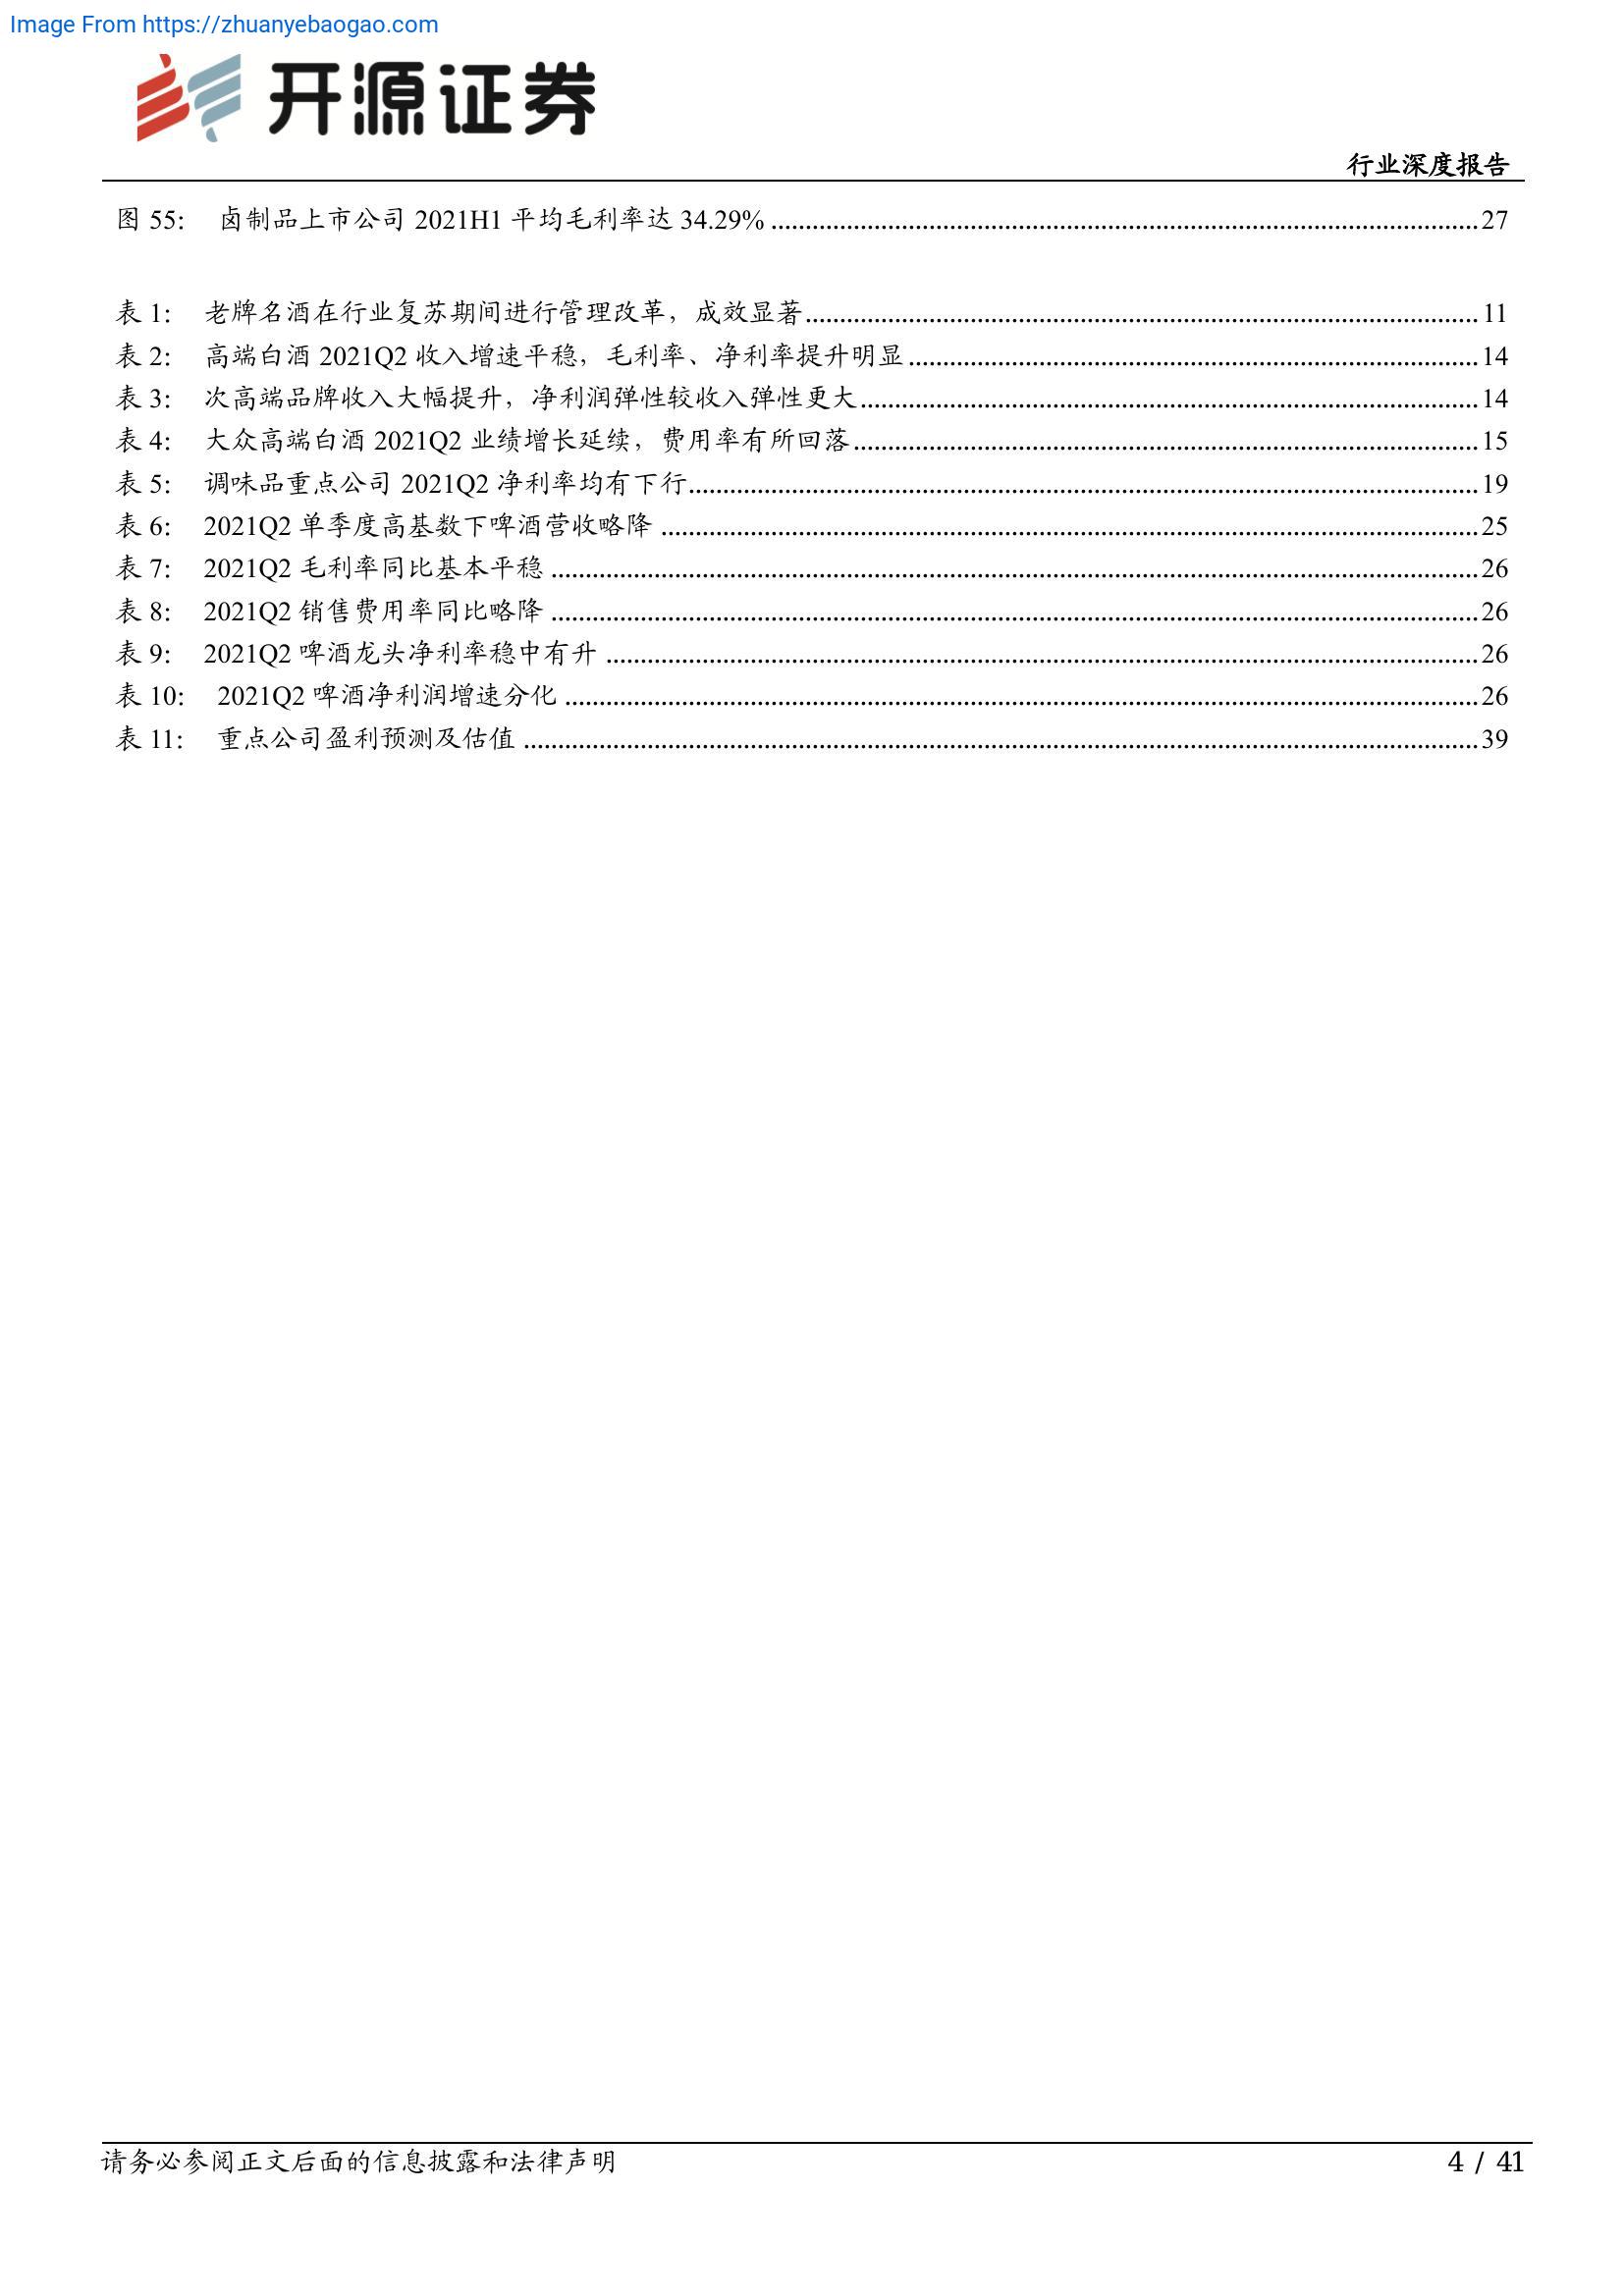 Image From https://zhuanyebaogao.com
开源证券
行业深度报告
图 55： 卤制品上市公司 2021H1 平均毛利率达 34.29% ........ 27
表 1： 老牌名酒在行业复苏期间进行管理改革，成效显著 ........ 11
表 2： 高端白酒 2021Q2 收入增速平稳，毛利率、净利率提升明显 ........ 14
表 3： 次高端品牌收入大幅提升，净利润弹性较收入弹性更大 ........ 14
表 4： 大众高端白酒 2021Q2 业绩增长延续，费用率有所回落 ........ 15
表 5： 调味品重点公司 2021Q2 净利率均有下行 ........ 19
表 6： 2021Q2 单季度高基数下啤酒营收略降 ........ 25
表 7： 2021Q2 毛利率同比基本平稳 ........ 26
表 8： 2021Q2 销售费用率同比略降 ........ 26
表 9： 2021Q2 啤酒龙头净利率稳中有升 ........ 26
表 10： 2021Q2 啤酒净利润增速分化 ........ 26
表 11： 重点公司盈利预测及估值 ........ 39
请务必参阅正文后面的信息披露和法律声明
4 / 41